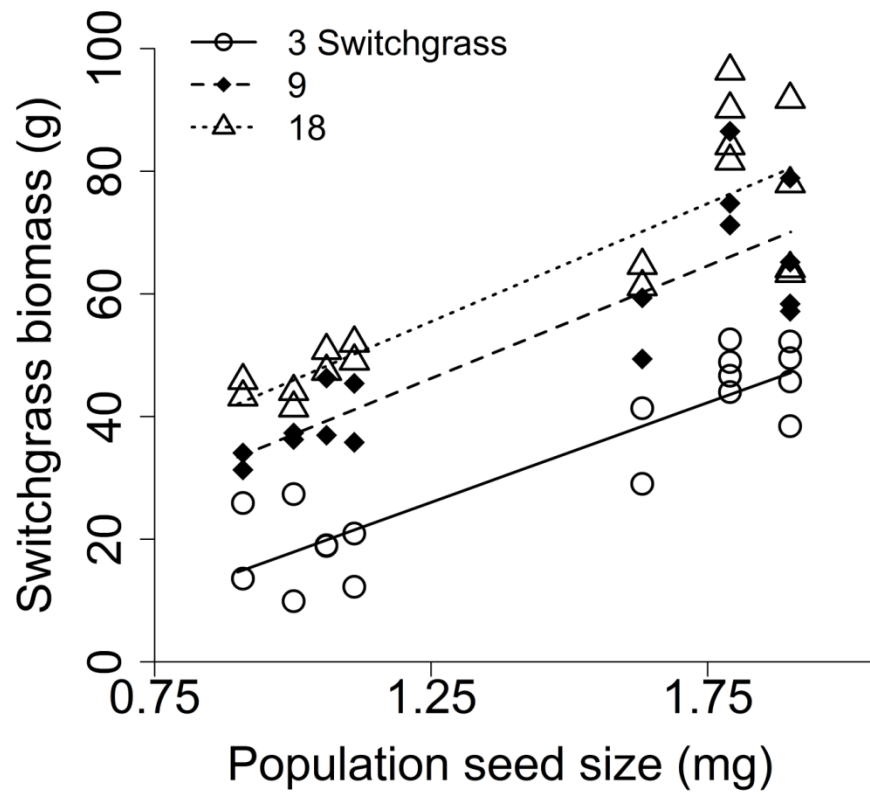 3 Switchgrass
9
18
Switchgrass biomass (g)
100
80
60
40
20
0
0.75 1.25 1.75
Population seed size (mg)